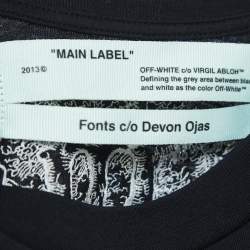 "MAIN LABEL"
2013©
OFF-WHITE c/o VIRGIL ABLOH™
Defining the grey area between blac
and white as the color Off-White™
Fonts c/o Devon Ojas